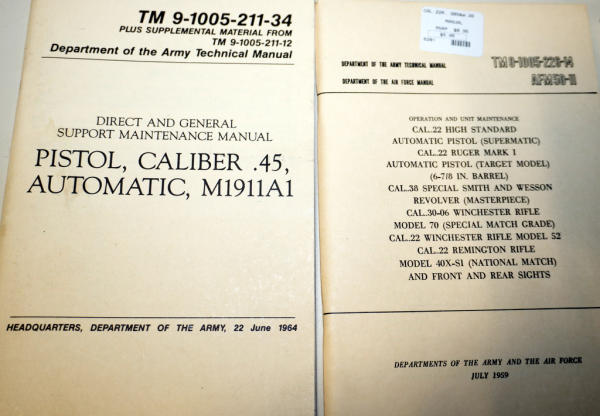 TM 9-1005-211-34
PLUS SUPPLEMENTAL MATERIAL FROM
TM 9-1005-211-12
Department of the Army Technical Manual
DIRECT AND GENERAL
SUPPORT MAINTENANCE MANUAL
PISTOL, CALIBER .45,
AUTOMATIC, M1911A1
HEADQUARTERS, DEPARTMENT OF THE ARMY, 22 June 1964
MANUAL
DEPARTMENT OF THE ARMY TECHNICAL MANUAL
DEPARTMENT OF THE AIR FORCE MANUAL
AFM 50-11
OPERATION AND UNIT MAINTENANCE
CAL..22 HIGH STANDARD
AUTOMATIC PISTOL (SUPERMATIC)
CAL..22 RUGER MARK I
AUTOMATIC PISTOL (TARGET MODEL)
(6-7/8 IN. BARREL)
CAL..38 SPECIAL SMITH AND WESSON
REVOLVER (MASTERPIECE)
CAL..30-06 WINCHESTER RIFLE
MODEL 70 (SPECIAL MATCH GRADE)
CAL..22 WINCHESTER RIFLE MODEL 52
CAL..22 REMINGTON RIFLE
MODEL 40X-S1 (NATIONAL MATCH)
AND FRONT AND REAR SIGHTS
DEPARTMENTS OF THE ARMY AND THE AIR FORCE
JULY 1959